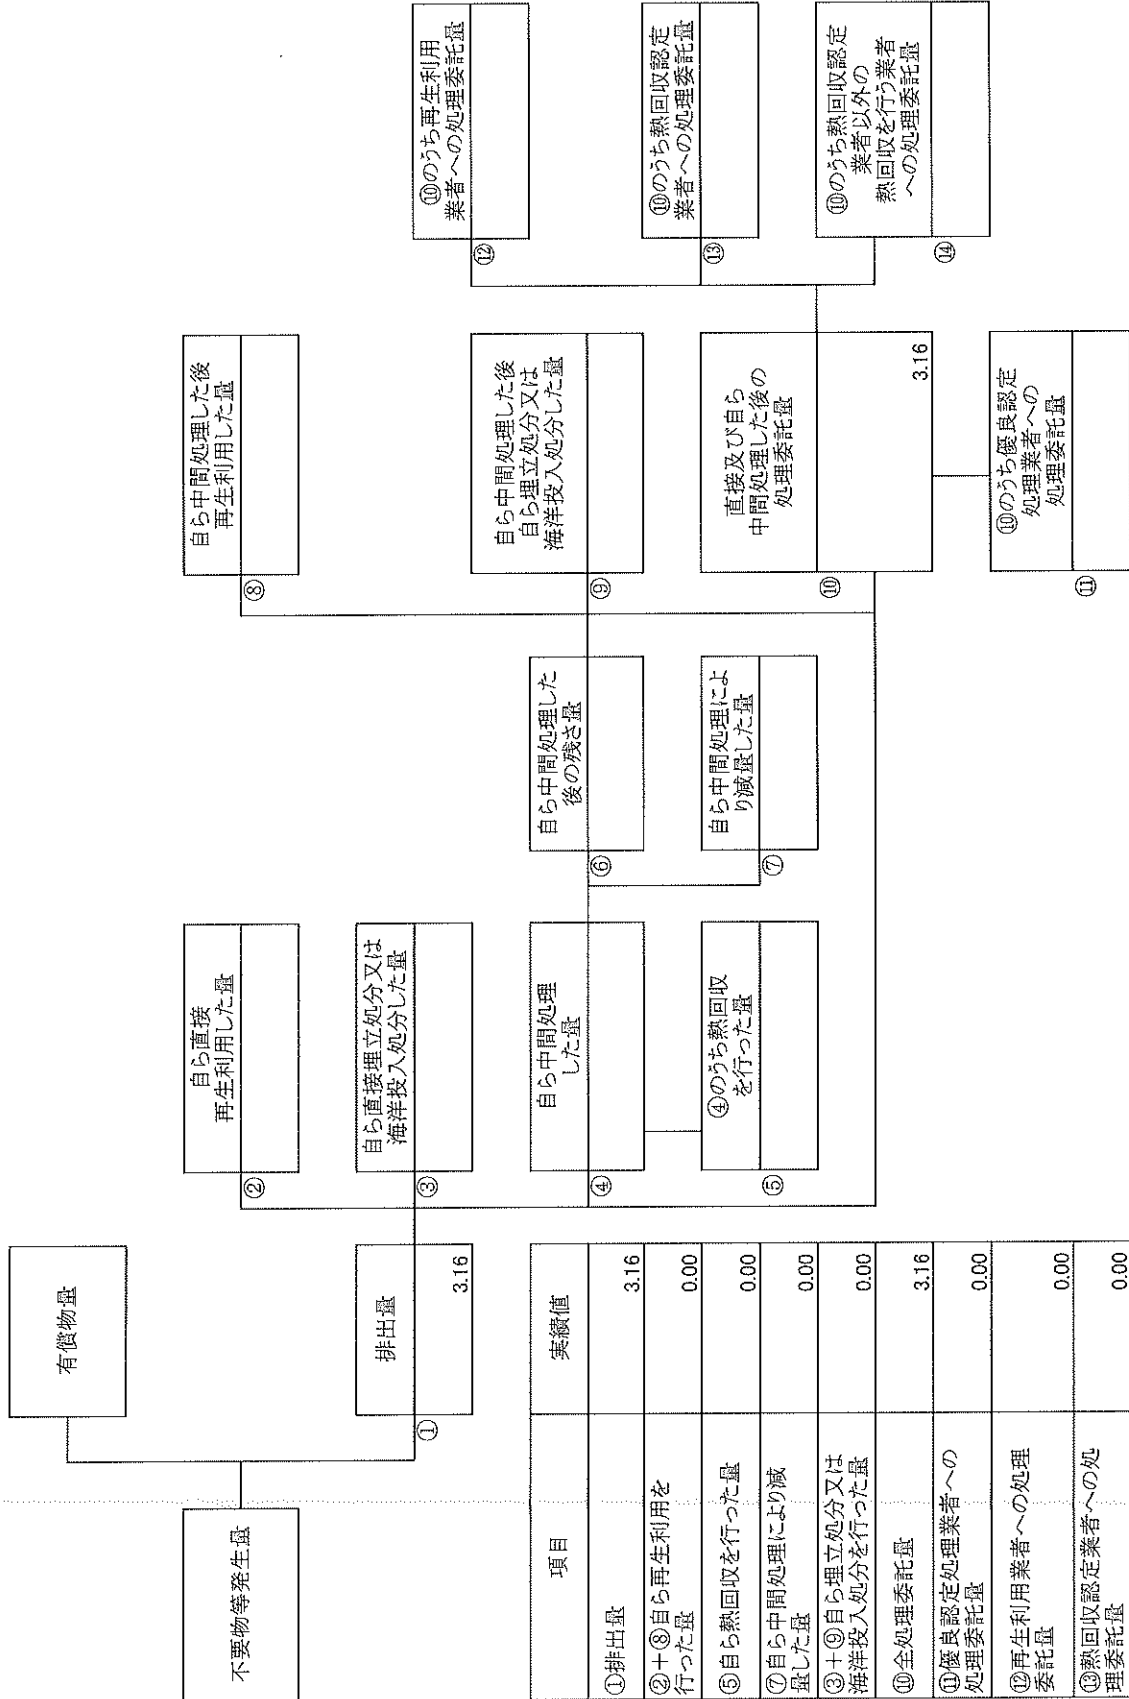 不要物等発生量
有償物量
①
排出量
3.16
②
自ら直接
再生利用した量
③
自ら直接埋立処分又は
海洋投入処分した量
④
自ら中間処理
した量
⑤
④のうち熱回収
を行った量
⑥
自ら中間処理した
後の残さ量
⑦
自ら中間処理によ
り減量した量
⑧
自ら中間処理した後
再生利用した量
⑨
自ら中間処理した後
自ら埋立処分又は
海洋投入処分した量
⑩
直接及び自ら
中間処理した後の
処理委託量
3.16
⑪
⑩のうち優良認定
処理業者への
処理委託量
⑫
⑩のうち再生利用
業者への処理委託量
⑬
⑩のうち熱回収認定
業者への処理委託量
⑭
⑩のうち熱回収認定
業者以外の
熱回収を行う業者
への処理委託量
項目 実績値
①排出量 3.16
②+⑧自ら再生利用を
行った量 0.00
⑤自ら熱回収を行った量 0.00
⑦自ら中間処理により減
量した量 0.00
③+⑨自ら埋立処分又は
海洋投入処分を行った量 0.00
⑩全処理委託量 3.16
⑪優良認定処理業者への
処理委託量 0.00
⑫再生利用業者への処理
委託量 0.00
⑬熱回収認定業者への処
理委託量 0.00